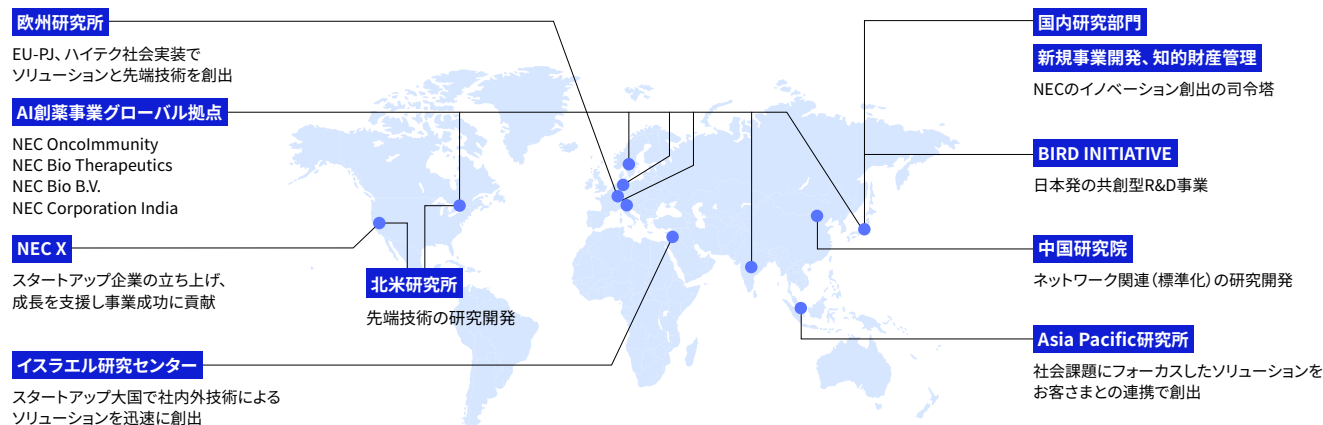 欧州研究所
EU-PJ、ハイテク社会実装で
ソリューションと先端技術を創出
AI創薬事業グローバル拠点
NEC OncoImmunity
NEC Bio Therapeutics
NEC Bio B.V.
NEC Corporation India
NEC X
スタートアップ企業の立ち上げ、
成長を支援し事業成功に貢献
北米研究所
先端技術の研究開発
イスラエル研究センター
スタートアップ大国で社内外技術による
ソリューションを迅速に創出
国内研究部門
新規事業開発、知的財産管理
NECのイノベーション創出の司令塔
BIRD INITIATIVE
日本発の共創型R&D事業
中国研究院
ネットワーク関連(標準化)の研究開発
Asia Pacific研究所
社会課題にフォーカスしたソリューションを
お客さまとの連携で創出